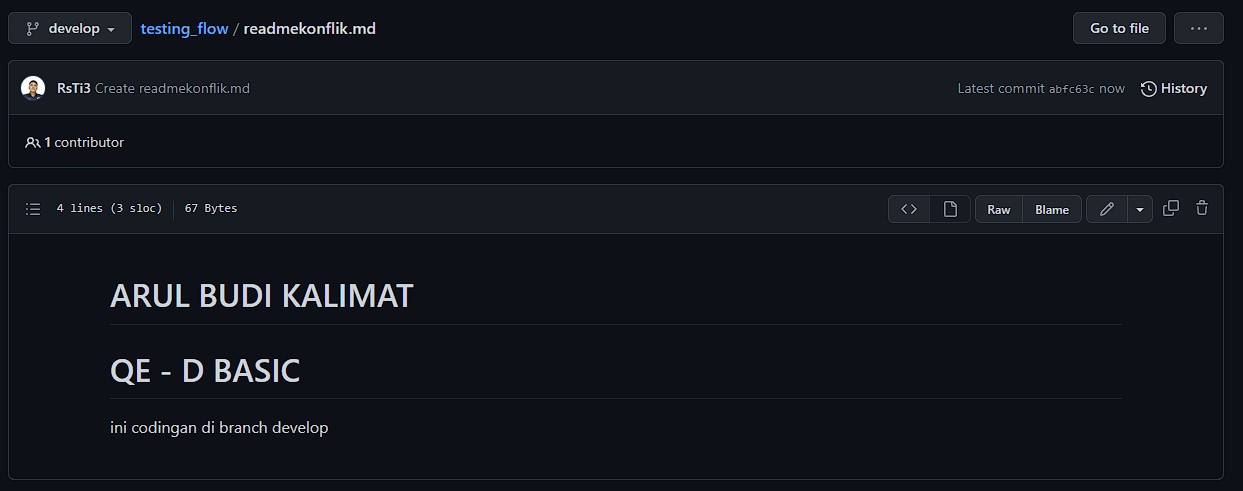 develop testing_flow / readmekonflik.md Go to file ...
RsTi3 Create readmekonflik.md Latest commit abfc63c now History
1 contributor
4 lines (3 sloc) 67 Bytes <> Raw Blame
ARUL BUDI KALIMAT
QE - D BASIC
ini codingan di branch develop